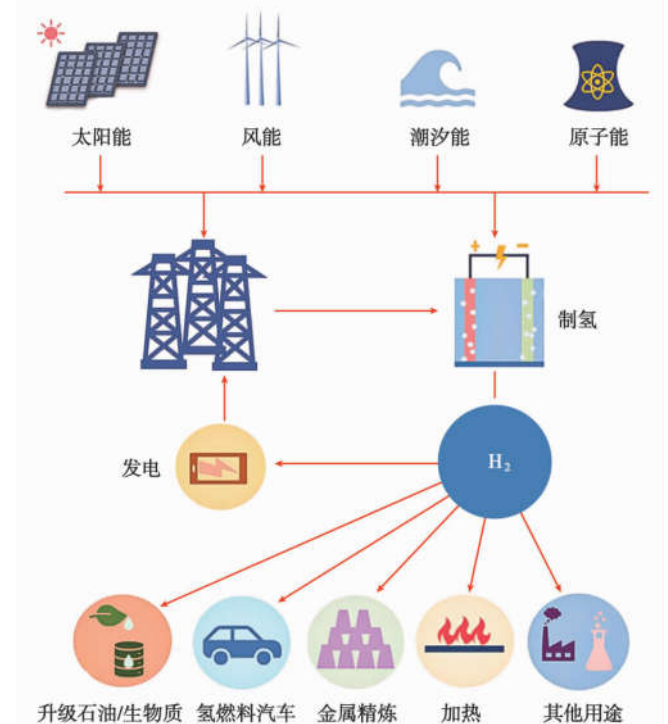 太阳能
风能
潮汐能
原子能
+
−
制氢
发电
H₂
升级石油/生物质
氢燃料汽车
金属精炼
加热
其他用途